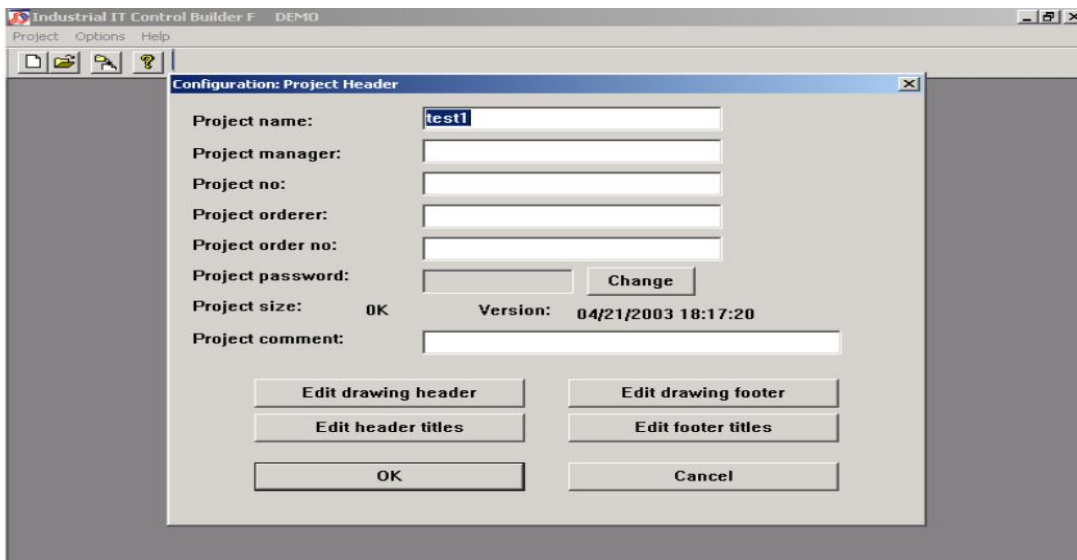 Industrial IT Control Builder F DEMO
Project Options Help
Configuration: Project Header
Project name: test1
Project manager:
Project no:
Project orderer:
Project order no:
Project password: Change
Project size: 0K Version: 04/21/2003 18:17:20
Project comment:
Edit drawing header Edit drawing footer
Edit header titles Edit footer titles
OK Cancel